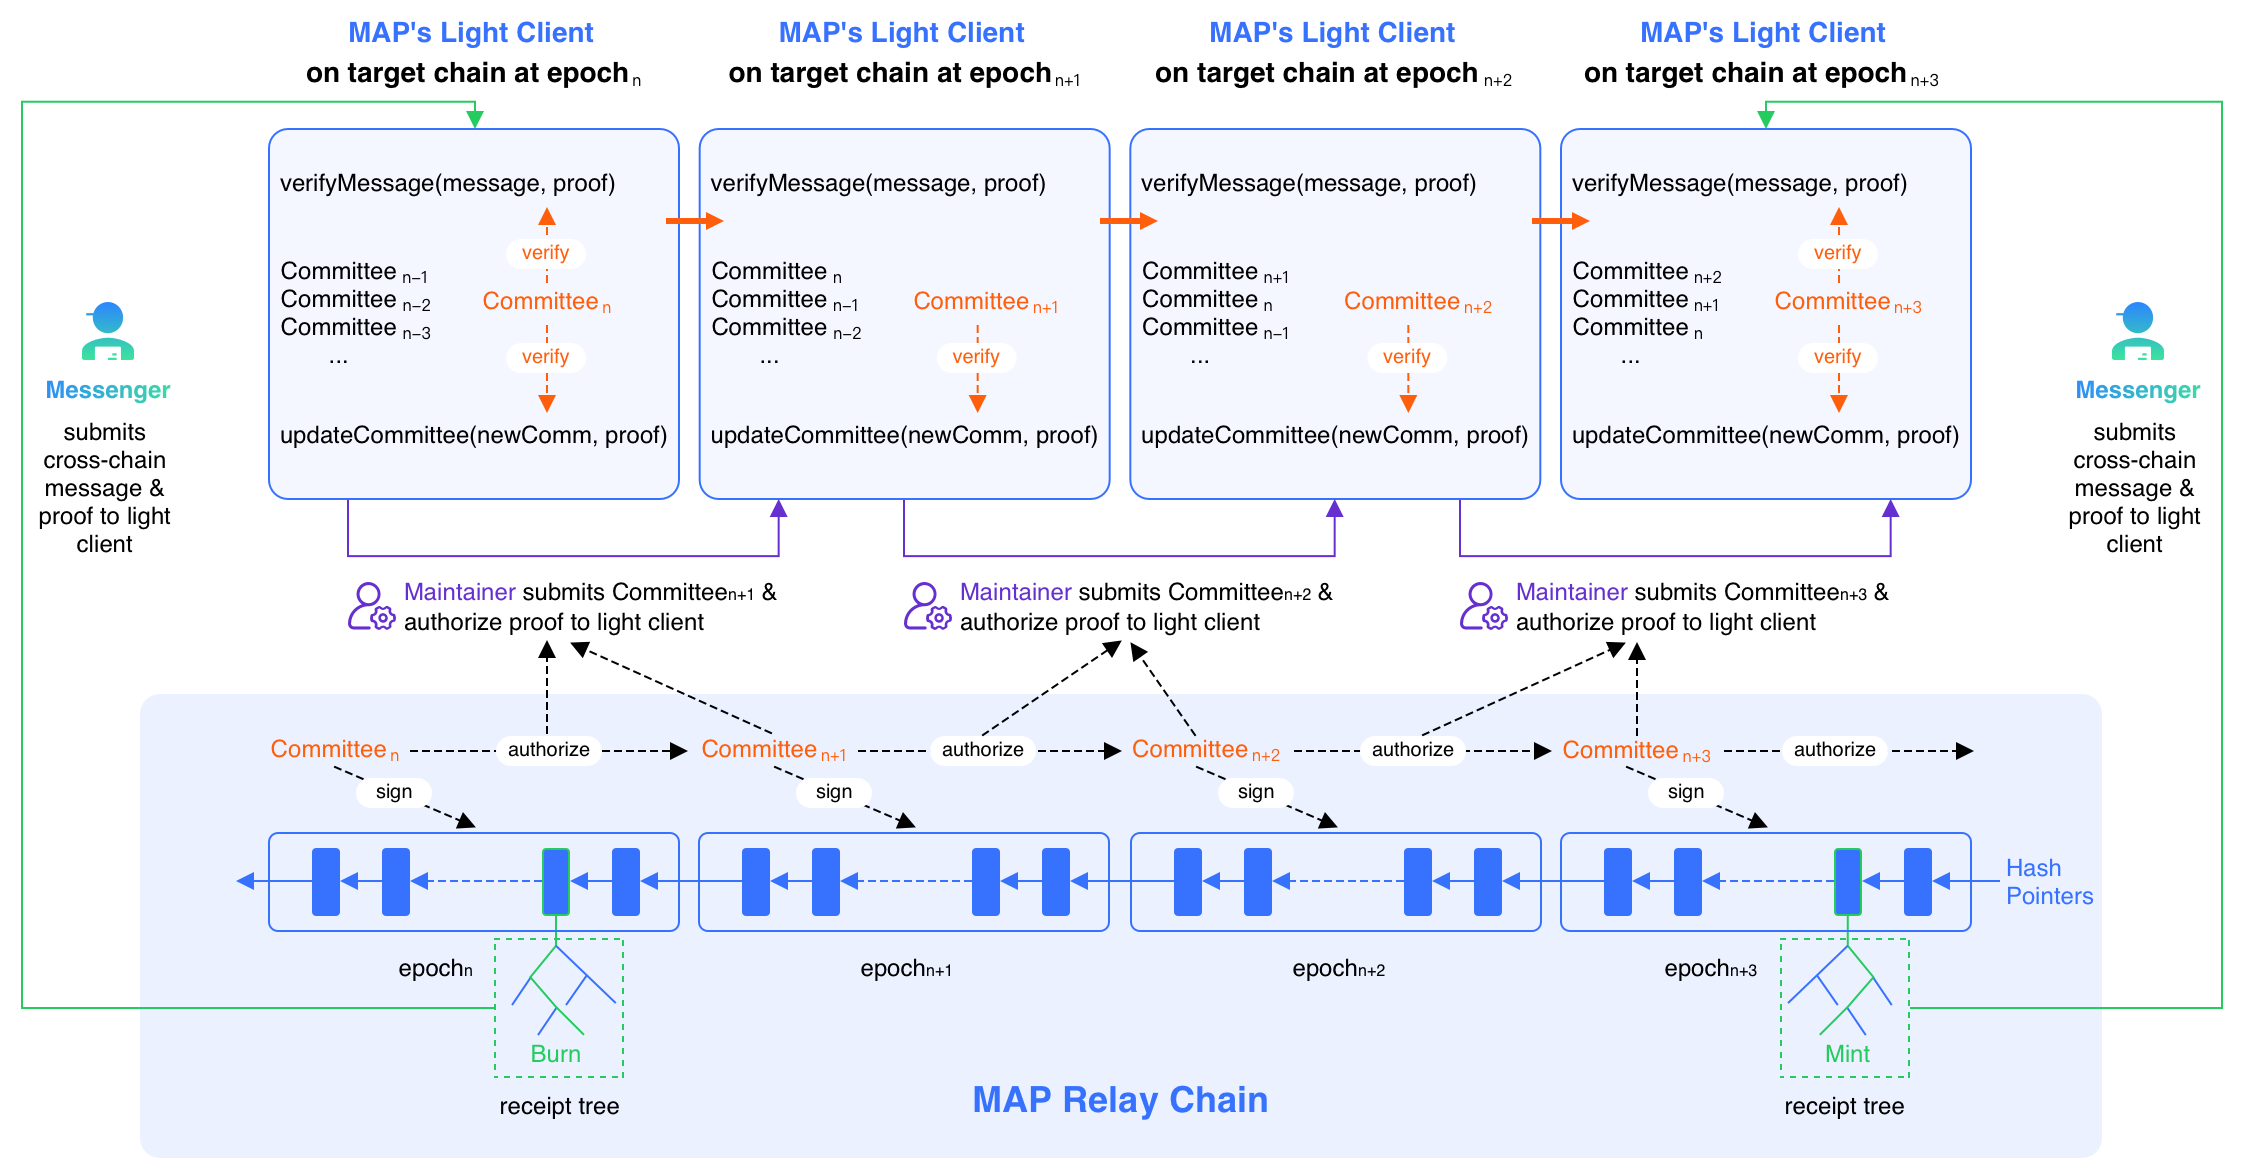 MAP's Light Client
on target chain at epoch n
MAP's Light Client
on target chain at epoch n+1
MAP's Light Client
on target chain at epoch n+2
MAP's Light Client
on target chain at epoch n+3
verifyMessage(message, proof)
verify
Committee n−1
Committee n−2
Committee n−3
...
Committee n
verify
updateCommittee(newComm, proof)
verifyMessage(message, proof)
Committee n
Committee n−1
Committee n−2
...
Committee n+1
verify
updateCommittee(newComm, proof)
verifyMessage(message, proof)
Committee n+1
Committee n
Committee n−1
...
Committee n+2
verify
updateCommittee(newComm, proof)
verifyMessage(message, proof)
verify
Committee n+2
Committee n+1
Committee n
...
Committee n+3
verify
updateCommittee(newComm, proof)
Messenger
submits
cross-chain
message &
proof to light
client
Messenger
submits
cross-chain
message &
proof to light
client
Maintainer submits Committeen+1 &
authorize proof to light client
Maintainer submits Committeen+2 &
authorize proof to light client
Maintainer submits Committeen+3 &
authorize proof to light client
Committee n
authorize
Committee n+1
authorize
Committee n+2
authorize
Committee n+3
authorize
sign
sign
sign
sign
Hash
Pointers
epochn
epochn+1
epochn+2
epochn+3
Burn
Mint
receipt tree
receipt tree
MAP Relay Chain